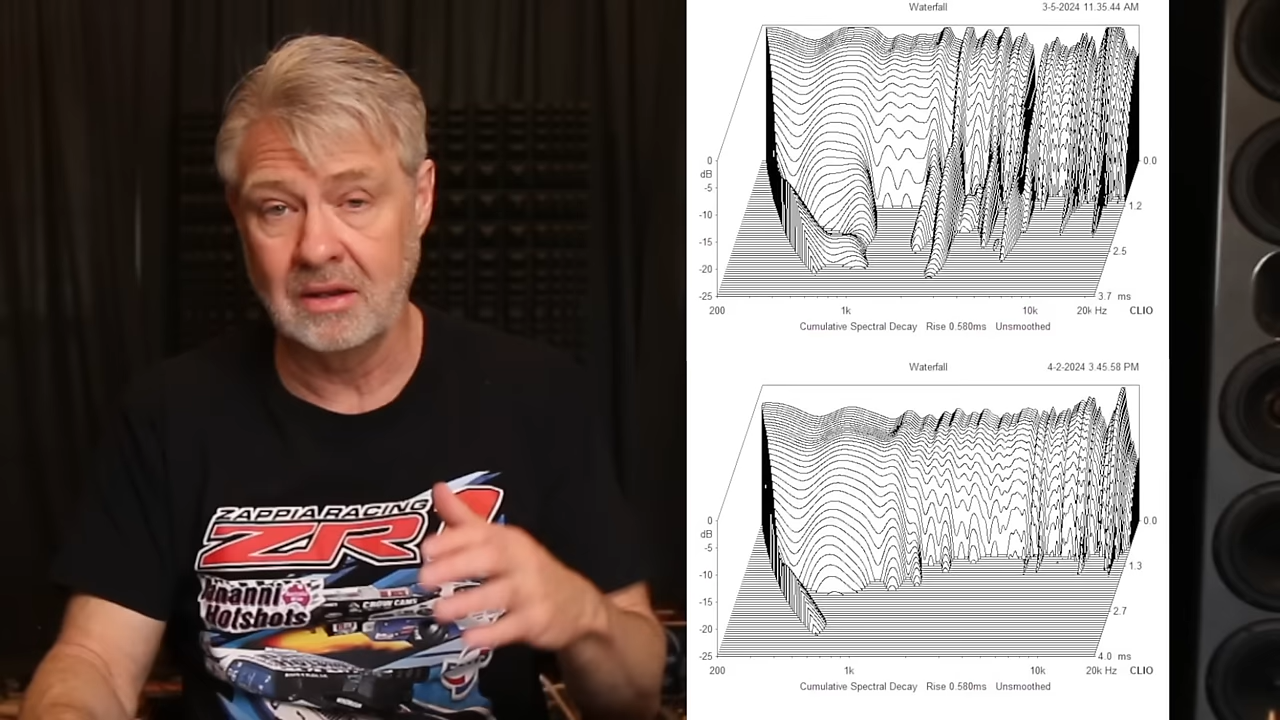 ZAPPIA RACING
ZR
Hotshots
CROW CAMS
Waterfall 3-5-2024 11.35.44 AM
0 0.0
dB
-5
1.2
-10
-15
2.5
-20
-25 3.7 ms
200 1k 10k 20k Hz CLIO
Cumulative Spectral Decay Rise 0.580ms Unsmoothed
Waterfall 4-2-2024 3.45.58 PM
0 0.0
dB
-5
1.3
-10
-15
2.7
-20
-25 4.0 ms
200 1k 10k 20k Hz CLIO
Cumulative Spectral Decay Rise 0.580ms Unsmoothed